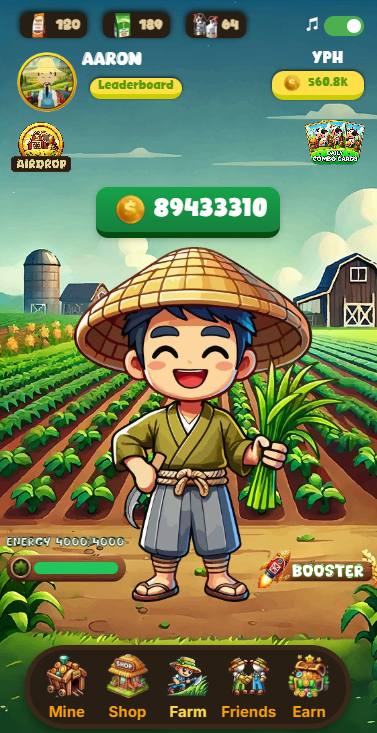 120 189 64
AARON
YPH
Leaderboard
560.8k
AIRDROP
DAILY
COMBO CARDS
89433310
ENERGY 4000/4000
BOOSTER
SHOP
Mine Shop Farm Friends Earn